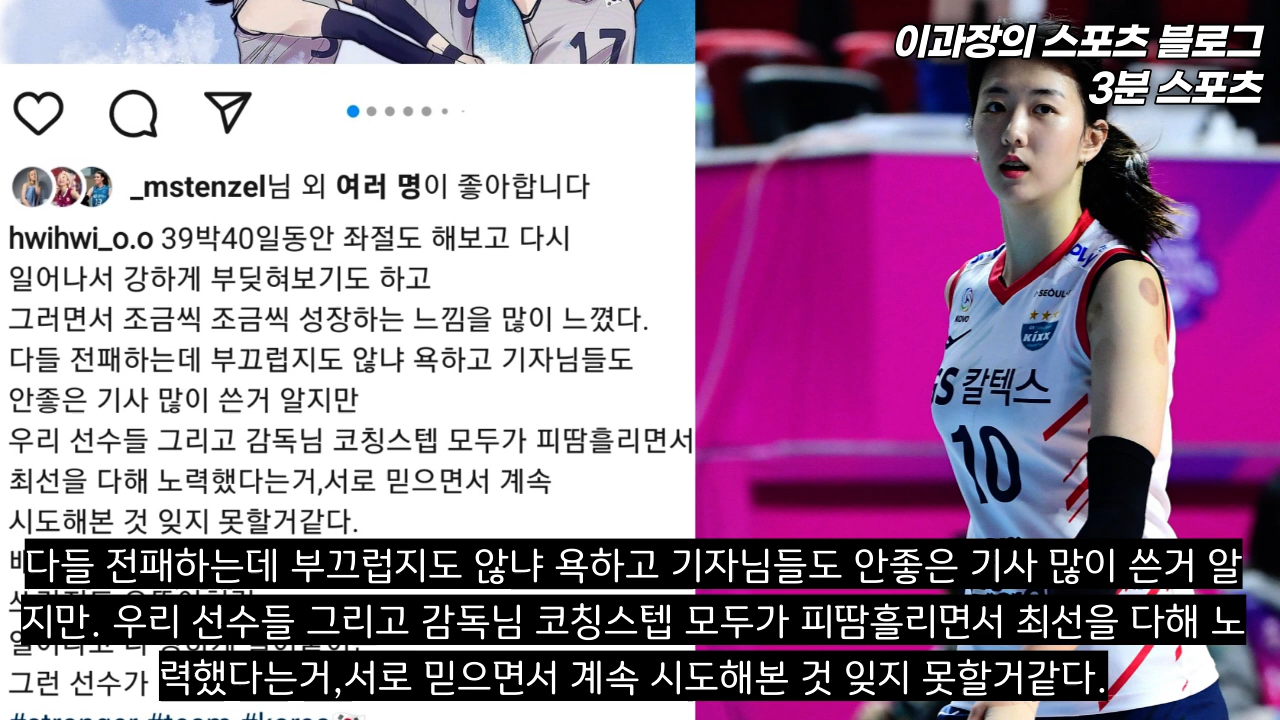 17
이과장의 스포츠 블로그
3분 스포츠
_mstenzel님 외 여러 명이 좋아합니다
hwihwi_o.o 39박40일동안 좌절도 해보고 다시
일어나서 강하게 부딪혀보기도 하고
그러면서 조금씩 조금씩 성장하는 느낌을 많이 느꼈다.
다들 전패하는데 부끄럽지도 않냐 욕하고 기자님들도
안좋은 기사 많이 쓴거 알지만
우리 선수들 그리고 감독님 코칭스텝 모두가 피땀흘리면서
최선을 다해 노력했다는거,서로 믿으면서 계속
시도해본 것 잊지 못할거같다.
그런 선수가
#stronger #team #korea
SEOUL
KOVO
Kixx
GS 칼텍스
10
다들 전패하는데 부끄럽지도 않냐 욕하고 기자님들도 안좋은 기사 많이 쓴거 알
지만. 우리 선수들 그리고 감독님 코칭스텝 모두가 피땀흘리면서 최선을 다해 노
력했다는거,서로 믿으면서 계속 시도해본 것 잊지 못할거같다.